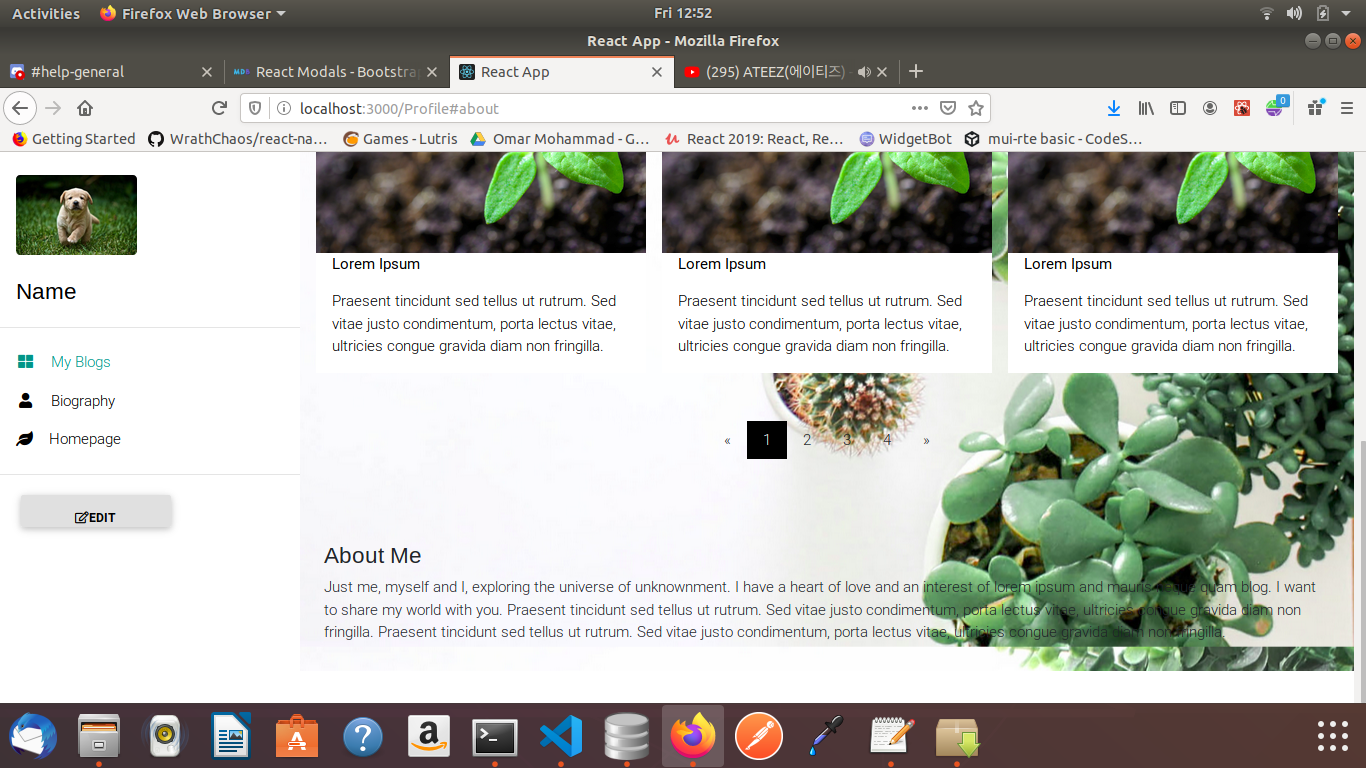 Activities Firefox Web Browser Fri 12:52
React App - Mozilla Firefox
#help-general React Modals - Bootstrap React App (295) ATEEZ(에이티즈) -
localhost:3000/Profile#about
0
Getting Started WrathChaos/react-na… Games - Lutris Omar Mohammad - G… React 2019: React, Re… WidgetBot mui-rte basic - CodeS…
Name
My Blogs
Biography
Homepage
EDIT
Lorem Ipsum
Praesent tincidunt sed tellus ut rutrum. Sed
vitae justo condimentum, porta lectus vitae,
ultricies congue gravida diam non fringilla.
Lorem Ipsum
Praesent tincidunt sed tellus ut rutrum. Sed
vitae justo condimentum, porta lectus vitae,
ultricies congue gravida diam non fringilla.
Lorem Ipsum
Praesent tincidunt sed tellus ut rutrum. Sed
vitae justo condimentum, porta lectus vitae,
ultricies congue gravida diam non fringilla.
« 1 2 3 4 »
About Me
Just me, myself and I, exploring the universe of unknownment. I have a heart of love and an interest of lorem ipsum and mauris neque quam blog. I want
to share my world with you. Praesent tincidunt sed tellus ut rutrum. Sed vitae justo condimentum, porta lectus vitae, ultricies congue gravida diam non
fringilla. Praesent tincidunt sed tellus ut rutrum. Sed vitae justo condimentum, porta lectus vitae, ultricies congue gravida diam non fringilla.